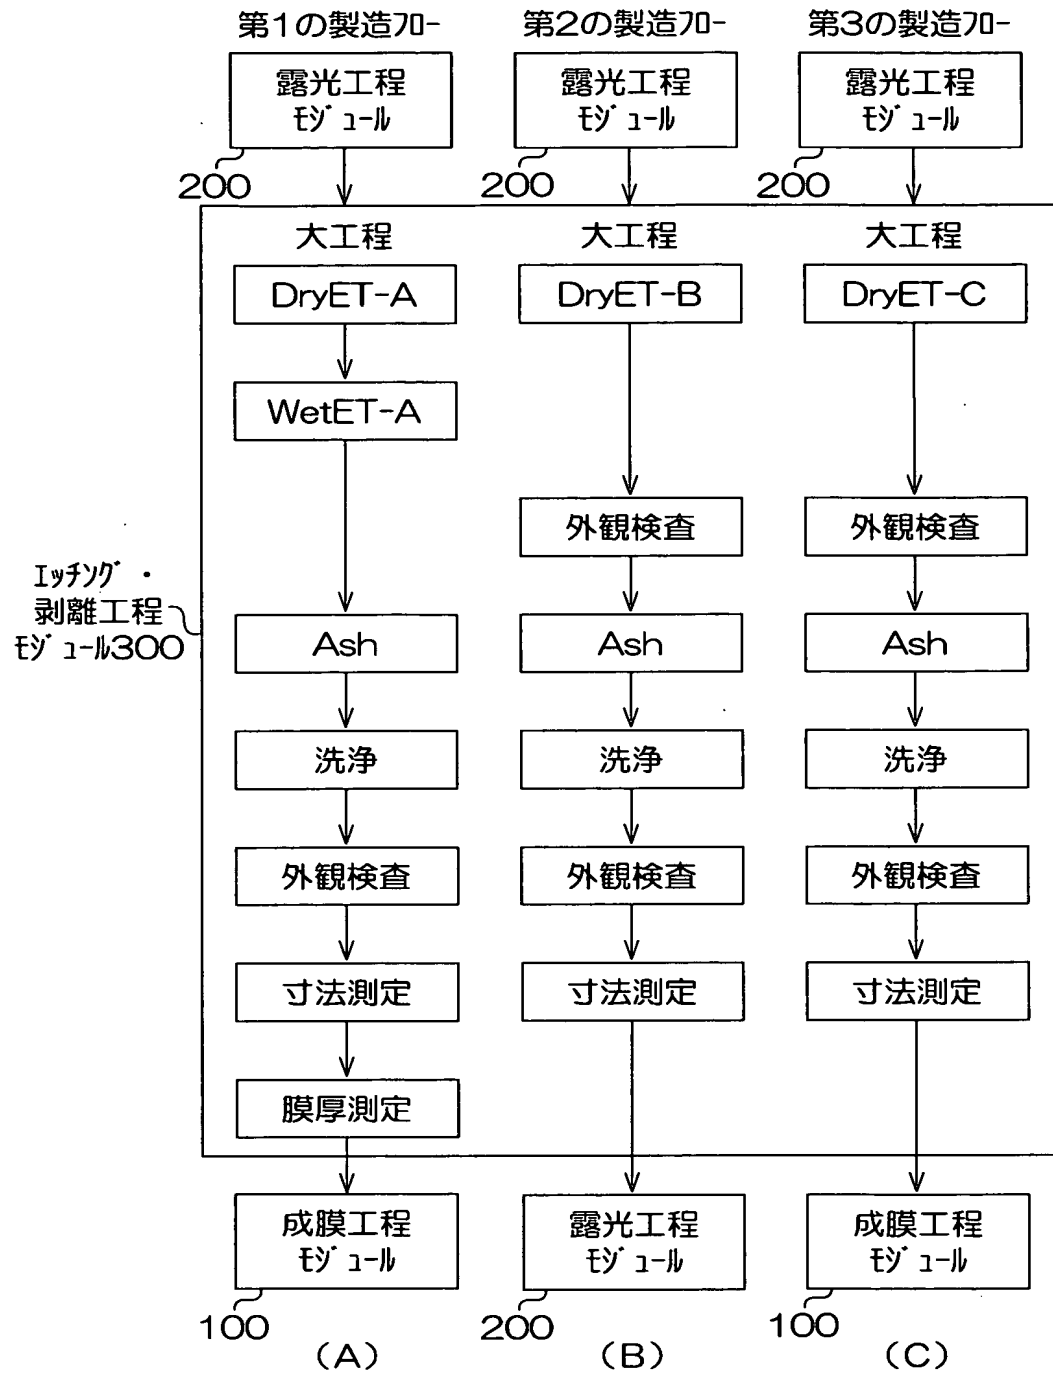 第1の製造フロー
露光工程
モジュール
200
大工程
DryET-A
WetET-A
Ash
洗浄
外観検査
寸法測定
膜厚測定
成膜工程
モジュール
100
(A)
第2の製造フロー
露光工程
モジュール
200
大工程
DryET-B
外観検査
Ash
洗浄
外観検査
寸法測定
露光工程
モジュール
200
(B)
第3の製造フロー
露光工程
モジュール
200
大工程
DryET-C
外観検査
Ash
洗浄
外観検査
寸法測定
成膜工程
モジュール
100
(C)
エッチング・
剥離工程
モジュール300